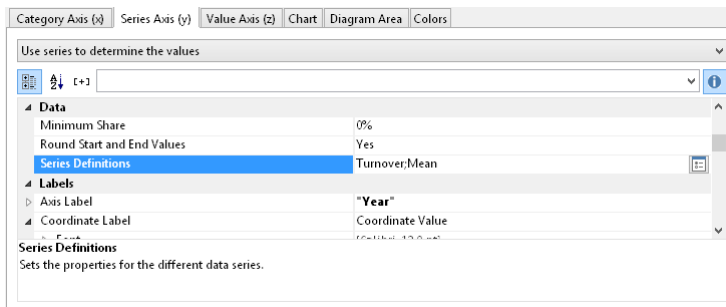 Category Axis {x} Series Axis {y} Value Axis {z} Chart Diagram Area Colors
Use series to determine the values
[+]
Data
Minimum Share 0%
Round Start and End Values Yes
Series Definitions Turnover;Mean
Labels
Axis Label "Year"
Coordinate Label Coordinate Value
Series Definitions
Sets the properties for the different data series.